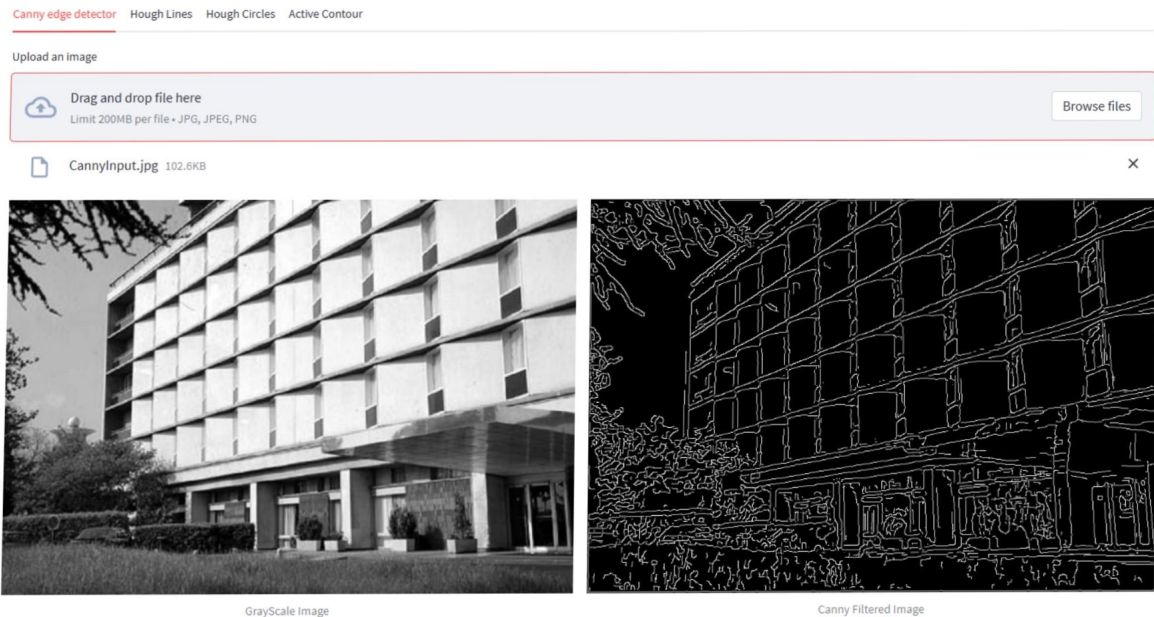 Canny edge detector Hough Lines Hough Circles Active Contour
Upload an image
Drag and drop file here
Limit 200MB per file • JPG, JPEG, PNG
Browse files
CannyInput.jpg 102.6KB
GrayScale Image
Canny Filtered Image